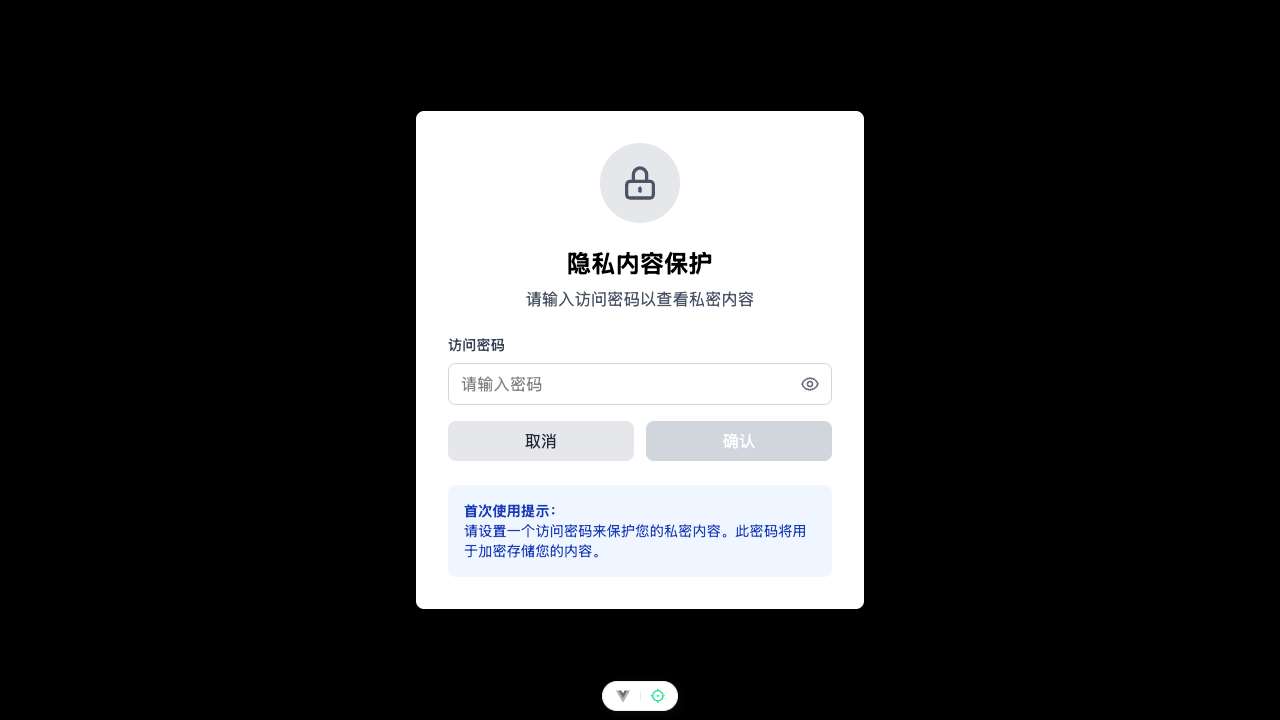 隐私内容保护
请输入访问密码以查看私密内容
访问密码
请输入密码
取消
确认
首次使用提示：
请设置一个访问密码来保护您的私密内容。此密码将用
于加密存储您的内容。